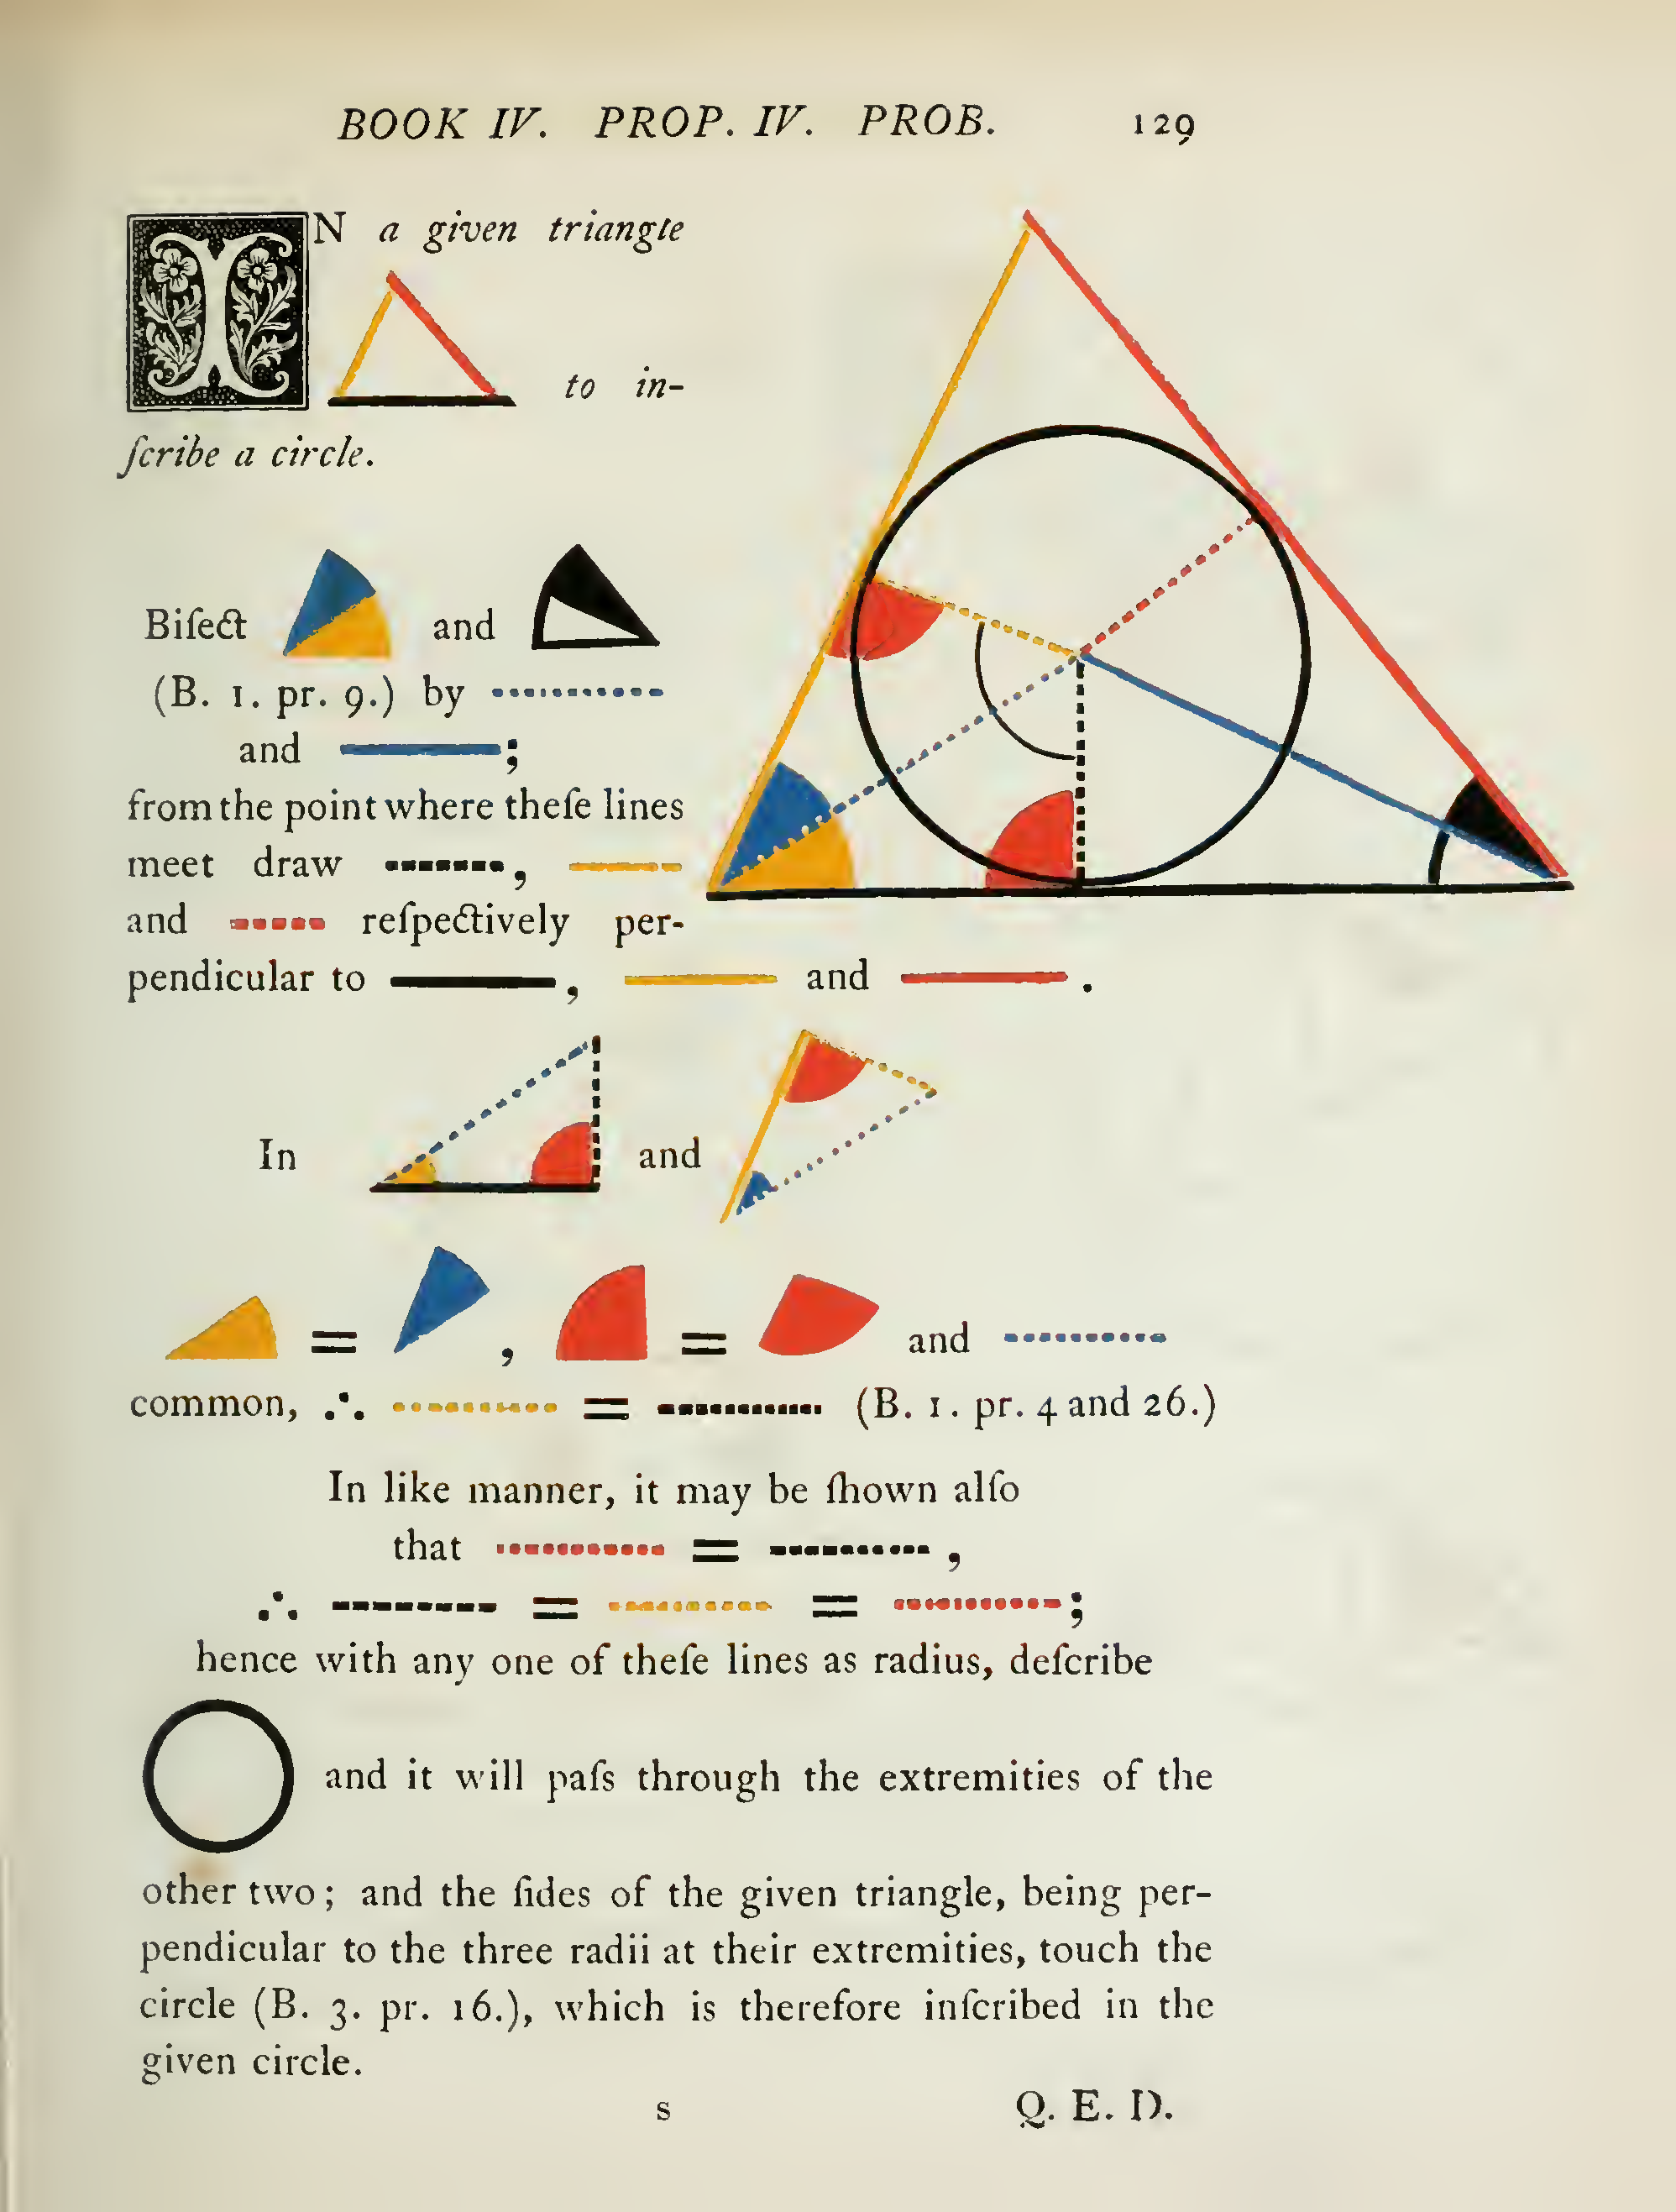 BOOK IV. PROP. IV. PROB. 129
IN a given triangle
to in-
ſcribe a circle.
Biſect and
(B. 1. pr. 9.) by
and ;
from the point where theſe lines
meet draw ,
and reſpectively per-
pendicular to , and .
In and
= , = and
common, ∴ = (B. 1. pr. 4 and 26.)
In like manner, it may be ſhown alſo
that = ,
∴ = = ;
hence with any one of theſe lines as radius, deſcribe
and it will paſs through the extremities of the
other two; and the ſides of the given triangle, being per-
pendicular to the three radii at their extremities, touch the
circle (B. 3. pr. 16.), which is therefore inſcribed in the
given circle.
s Q. E. D.